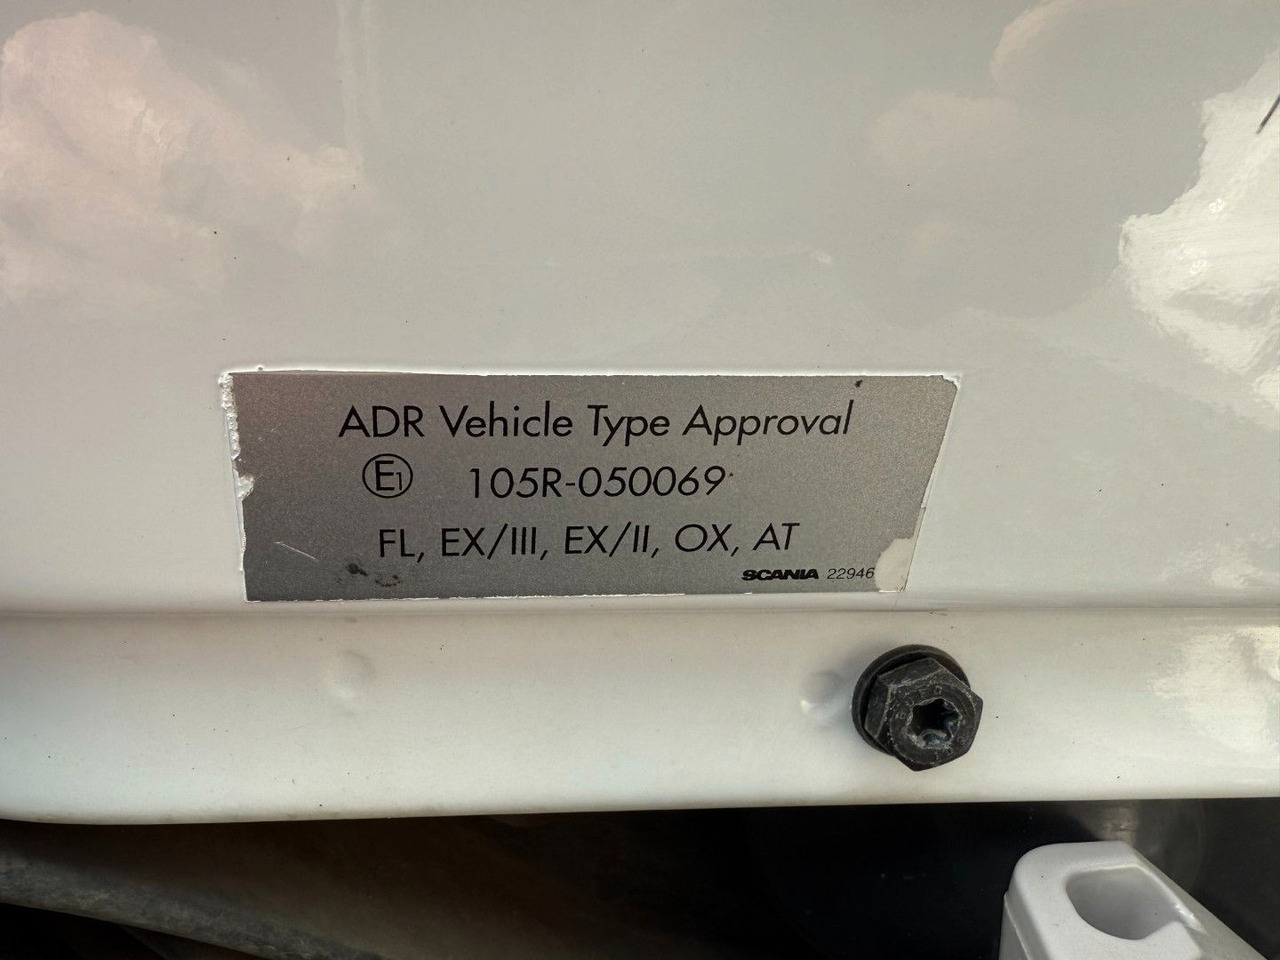 ADR Vehicle Type Approval
E1 105R-050069
FL, EX/III, EX/II, OX, AT
SCANIA 22946